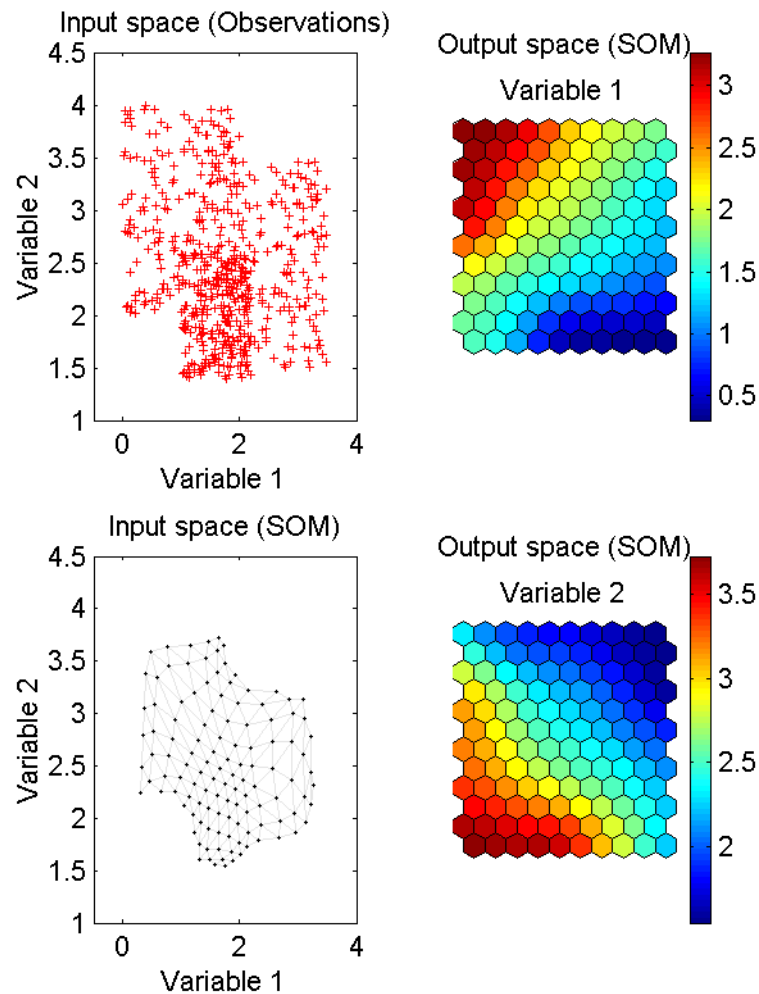 Input space (Observations)
4.5
4
3.5
3
2.5
2
1.5
1
0 2 4
Variable 1
Variable 2
Output space (SOM)
Variable 1
3
2.5
2
1.5
1
0.5
Input space (SOM)
4.5
4
3.5
3
2.5
2
1.5
1
0 2 4
Variable 1
Variable 2
Output space (SOM)
Variable 2
3.5
3
2.5
2